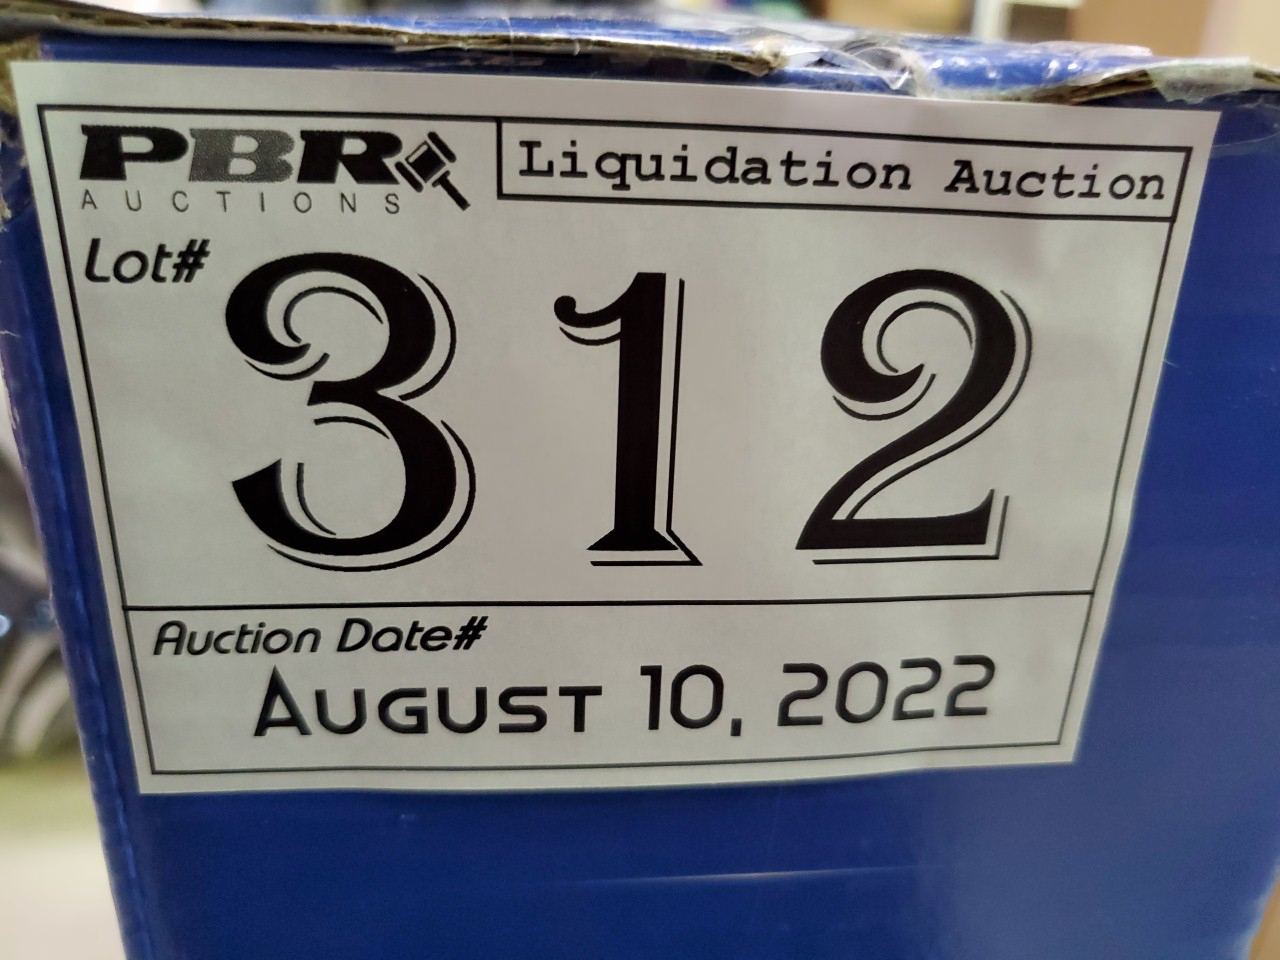 PBR
AUCTIONS
Liquidation Auction
Lot#
312
Auction Date#
August 10, 2022